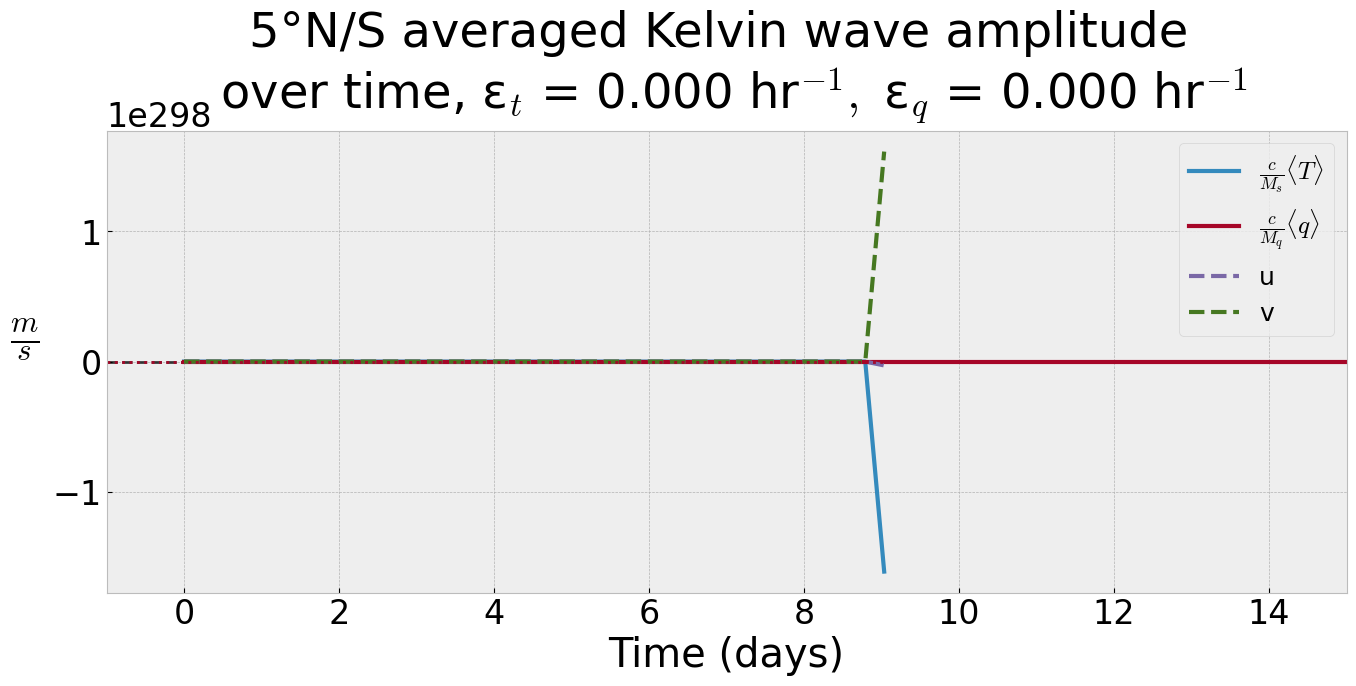 5°N/S averaged Kelvin wave amplitude
over time, ε_t = 0.000 hr⁻¹, ε_q = 0.000 hr⁻¹
1e298
1
0
−1
m/s
c/M_s ⟨T⟩
c/M_q ⟨q⟩
u
v
0 2 4 6 8 10 12 14
Time (days)